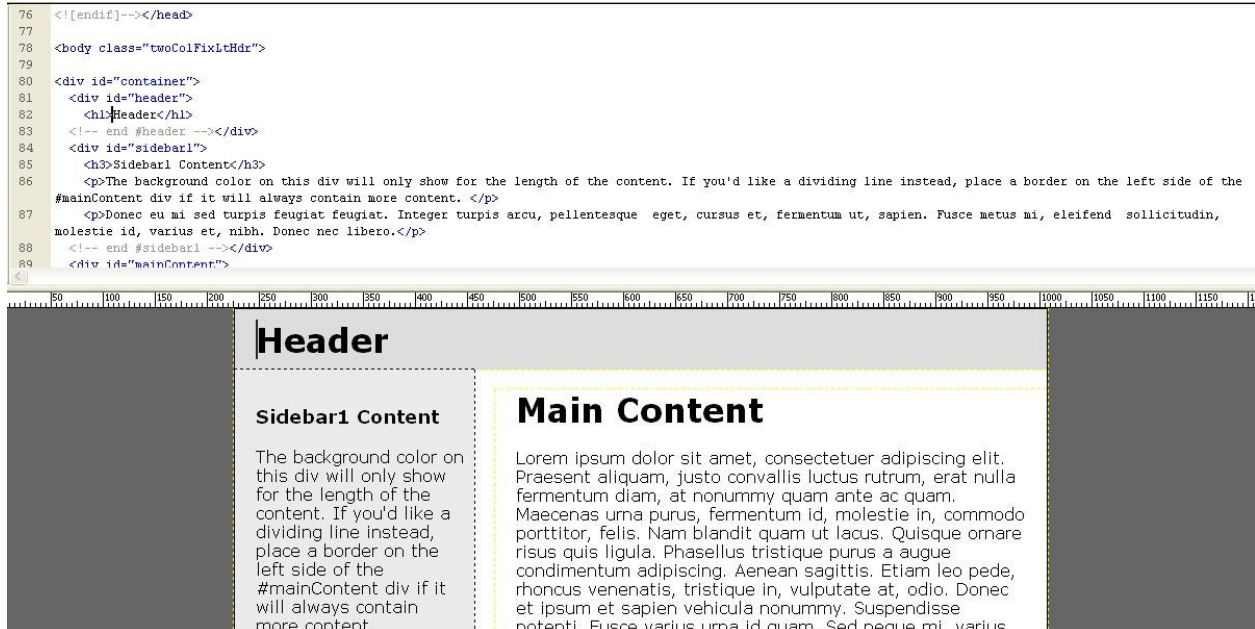 76 <![endif]--></head>
77
78 <body class="twoColFixLtHdr">
79
80 <div id="container">
81 <div id="header">
82 <h1>Header</h1>
83 <!-- end #header --></div>
84 <div id="sidebar1">
85 <h3>Sidebar1 Content</h3>
86 <p>The background color on this div will only show for the length of the content. If you'd like a dividing line instead, place a border on the left side of the
#mainContent div if it will always contain more content. </p>
87 <p>Donec eu mi sed turpis feugiat feugiat. Integer turpis arcu, pellentesque  eget, cursus et, fermentum ut, sapien. Fusce metus mi, eleifend  sollicitudin,
molestie id, varius et, nibh. Donec nec libero.</p>
88 <!-- end #sidebar1 --></div>
89 <div id="mainContent">
50 100 150 200 250 300 350 400 450 500 550 600 650 700 750 800 850 900 950 1000 1050 1100 1150
Header
Sidebar1 Content
The background color on
this div will only show
for the length of the
content. If you'd like a
dividing line instead,
place a border on the
left side of the
#mainContent div if it
will always contain
more content.
Main Content
Lorem ipsum dolor sit amet, consectetuer adipiscing elit.
Praesent aliquam, justo convallis luctus rutrum, erat nulla
fermentum diam, at nonummy quam ante ac quam.
Maecenas urna purus, fermentum id, molestie in, commodo
porttitor, felis. Nam blandit quam ut lacus. Quisque ornare
risus quis ligula. Phasellus tristique purus a augue
condimentum adipiscing. Aenean sagittis. Etiam leo pede,
rhoncus venenatis, tristique in, vulputate at, odio. Donec
et ipsum et sapien vehicula nonummy. Suspendisse
potenti. Fusce varius urna id quam. Sed neque mi, varius